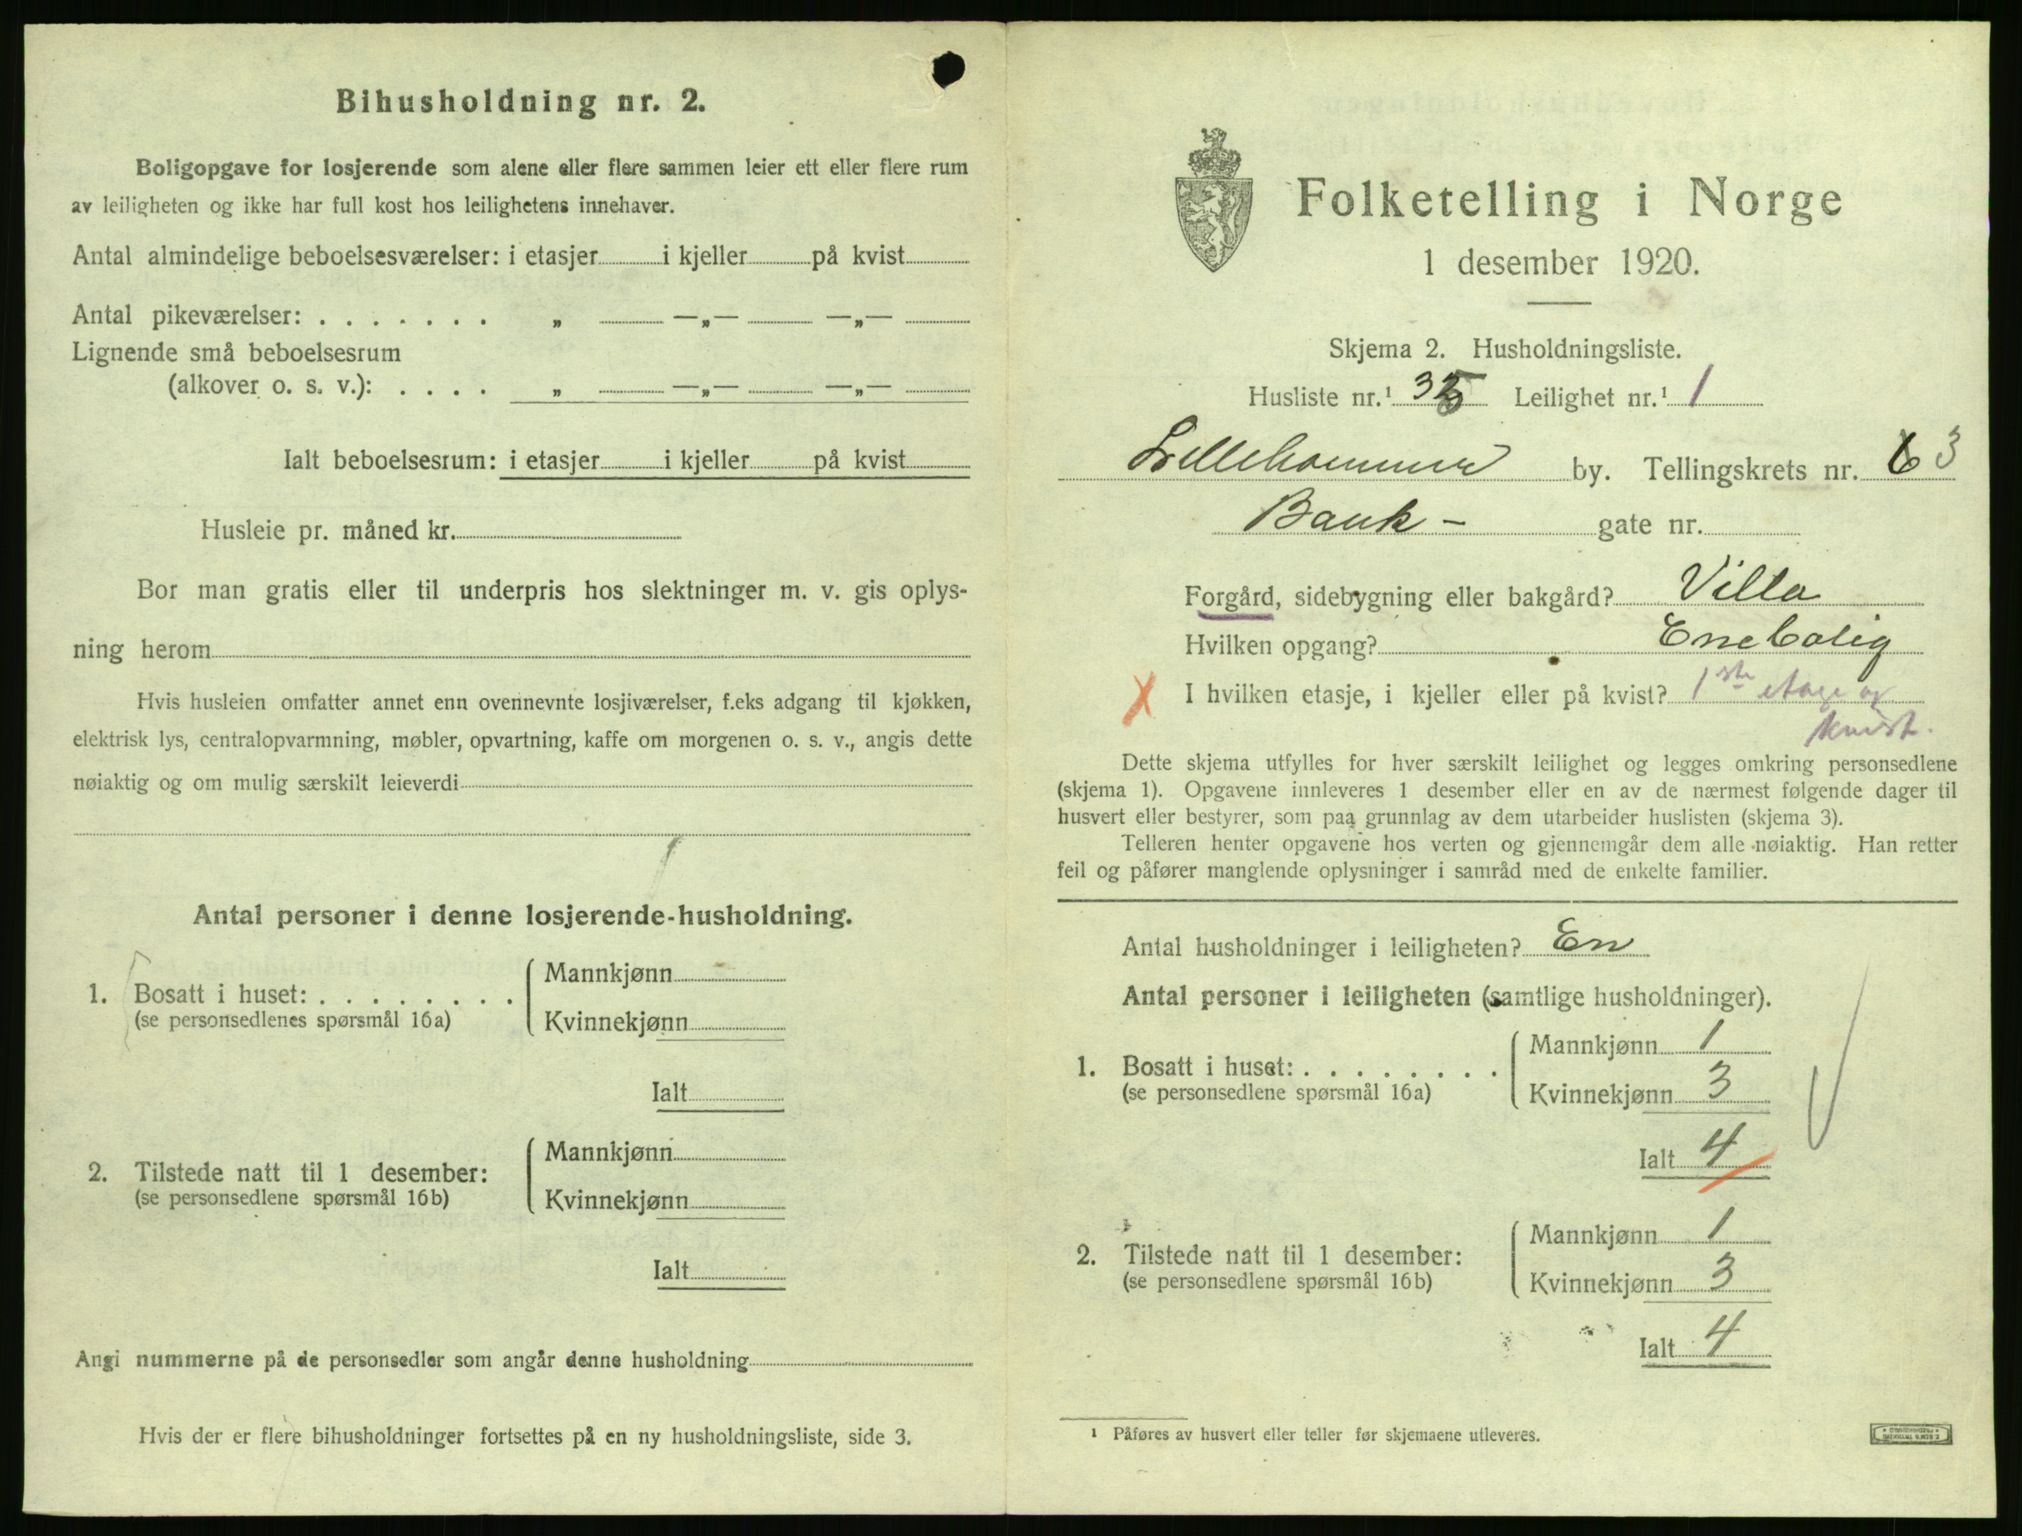 Bihusholdning nr. 2.
Boligopgave for losjerende som alene eller flere sammen leier ett eller flere rum
av leiligheten og ikke har full kost hos leilighetens innehaver.
Antal almindelige beboelsesværelser: i etasjer i kjeller på kvist
Antal pikeværelser: . . . . . . . „ —„— —„—
Lignende små beboelsesrum
(alkover o. s. v.): . . . . „ —„— —„—
Ialt beboelsesrum: i etasjer i kjeller på kvist
Husleie pr. måned kr.
Bor man gratis eller til underpris hos slektninger m. v. gis oplys-
ning herom
Hvis husleien omfatter annet enn ovennevnte losjiværelser, f.eks adgang til kjøkken,
elektrisk lys, centralopvarmning, møbler, opvartning, kaffe om morgenen o. s. v., angis dette
nøiaktig og om mulig særskilt leieverdi
Antal personer i denne losjerende-husholdning.
1. Bosatt i huset: . . . . . . . .
(se personsedlenes spørsmål 16a)
Mannkjønn
Kvinnekjønn
Ialt
2. Tilstede natt til 1 desember:
(se personsedlene spørsmål 16b)
Mannkjønn
Kvinnekjønn
Ialt
Angi nummerne på de personsedler som angår denne husholdning
Hvis der er flere bihusholdninger fortsettes på en ny husholdningsliste, side 3.
Folketelling i Norge
1 desember 1920.
Skjema 2. Husholdningsliste.
Husliste nr.¹ Leilighet nr.¹ 1
Lillehammer by. Tellingskrets nr. 3
Bank - gate nr.
Forgård, sidebygning eller bakgård? Villa
Hvilken opgang? Enebolig
X I hvilken etasje, i kjeller eller på kvist? 1ste etage og
kvist.
Dette skjema utfylles for hver særskilt leilighet og legges omkring personsedlene
(skjema 1). Opgavene innleveres 1 desember eller en av de nærmest følgende dager til
husvert eller bestyrer, som paa grunnlag av dem utarbeider huslisten (skjema 3).
Telleren henter opgavene hos verten og gjennemgår dem alle nøiaktig. Han retter
feil og påfører manglende oplysninger i samråd med de enkelte familier.
Antal husholdninger i leiligheten? En
Antal personer i leiligheten (samtlige husholdninger).
1. Bosatt i huset: . . . . . . . .
(se personsedlene spørsmål 16a)
Mannkjønn 1
Kvinnekjønn 3
Ialt 4
2. Tilstede natt til 1 desember:
(se personsedlene spørsmål 16b)
Mannkjønn 1
Kvinnekjønn 3
Ialt 4
¹ Påføres av husvert eller teller før skjemaene utleveres.